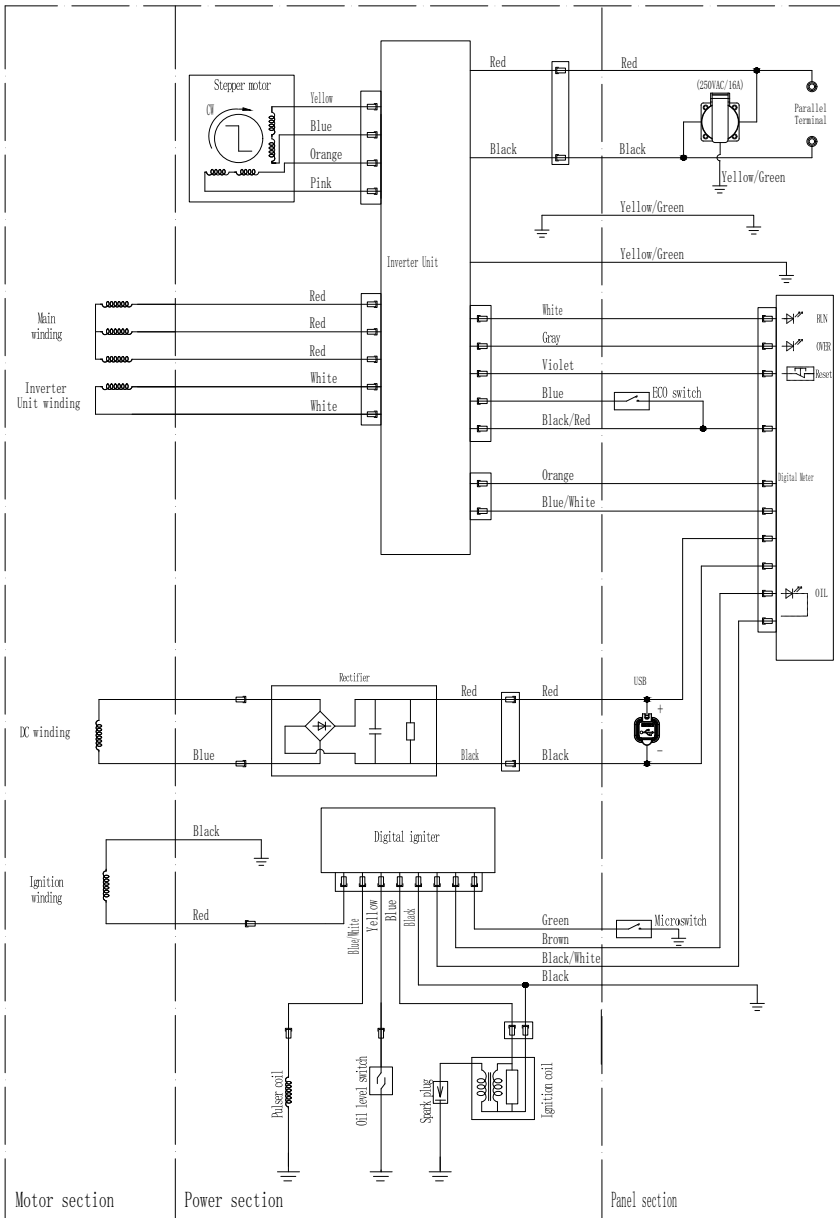 Red
Red
Stepper motor
(250VAC/16A)
CW
Yellow
Blue
Parallel
Terminal
Orange
Black
Black
Pink
Yellow/Green
Yellow/Green
Yellow/Green
Inverter Unit
Main
winding
Red
Red
Red
White
White
Inverter
Unit winding
White
RUN
Gray
OVER
Violet
Reset
Blue
ECO switch
Black/Red
Orange
Digital Meter
Blue/White
OIL
DC winding
Rectifier
USB
Red
Red
+
Blue
Black
Black
-
Ignition
winding
Black
Red
Digital igniter
Blue/White
Yellow
Blue
Black
Green
Microswitch
Brown
Black/White
Black
Pulser coil
Oil level switch
Spark plug
Ignition coil
Motor section
Power section
Panel section